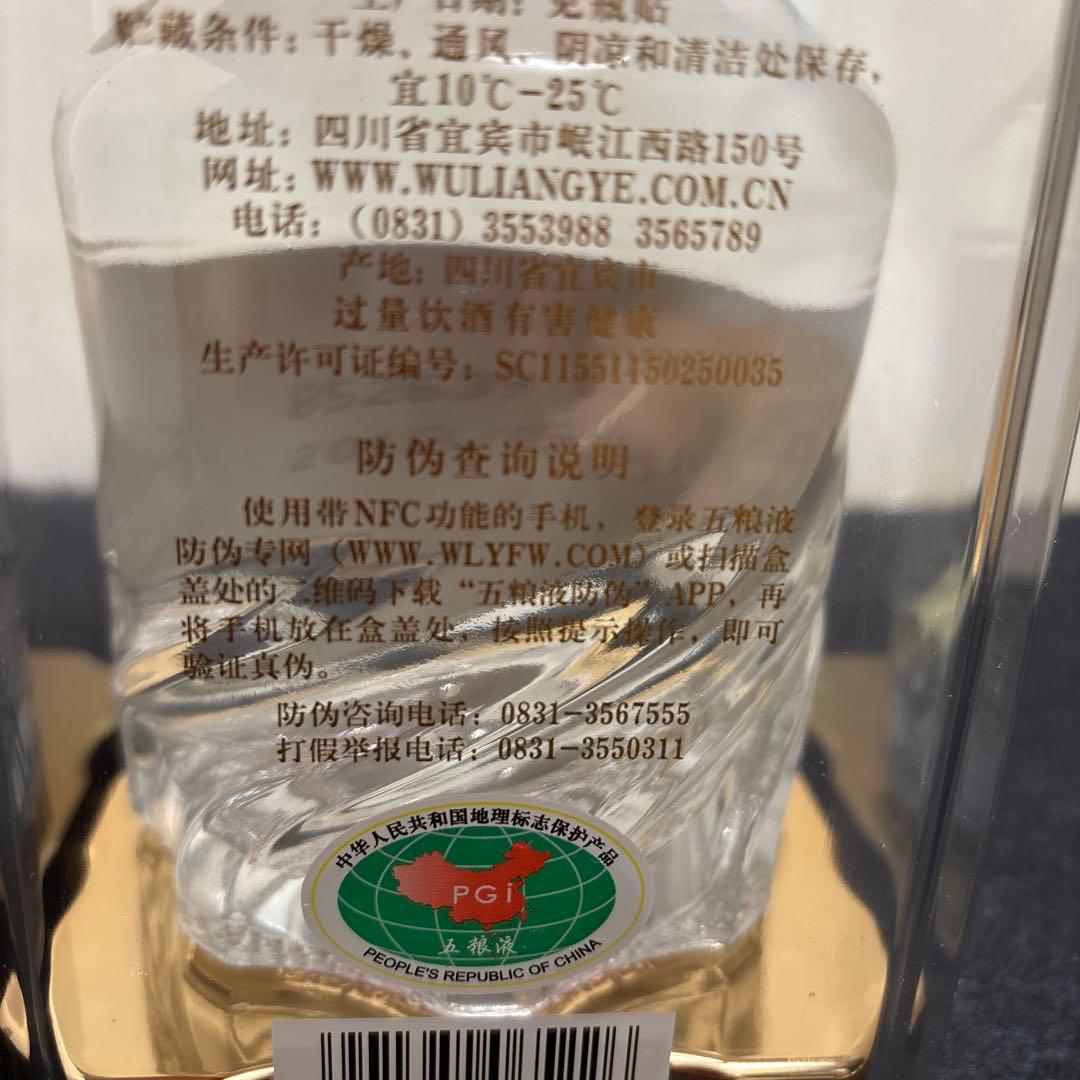 生产日期：见瓶贴
贮藏条件：干燥、通风、阴凉和清洁处保存，
宜10℃-25℃
地址：四川省宜宾市岷江西路150号
网址：WWW.WULIANGYE.COM.CN
电话：（0831）3553988 3565789
产地：四川省宜宾市
过量饮酒有害健康
生产许可证编号：SC11551150250035
防伪查询说明
使用带NFC功能的手机，登录五粮液
防伪专网（WWW.WLYFW.COM）或扫描盒
盖处的二维码下载“五粮液防伪”APP，再
将手机放在盒盖处，按照提示操作，即可
验证真伪。
防伪咨询电话：0831-3567555
打假举报电话：0831-3550311
中华人民共和国地理标志保护产品
PGi
五粮液
PEOPLE'S REPUBLIC OF CHINA